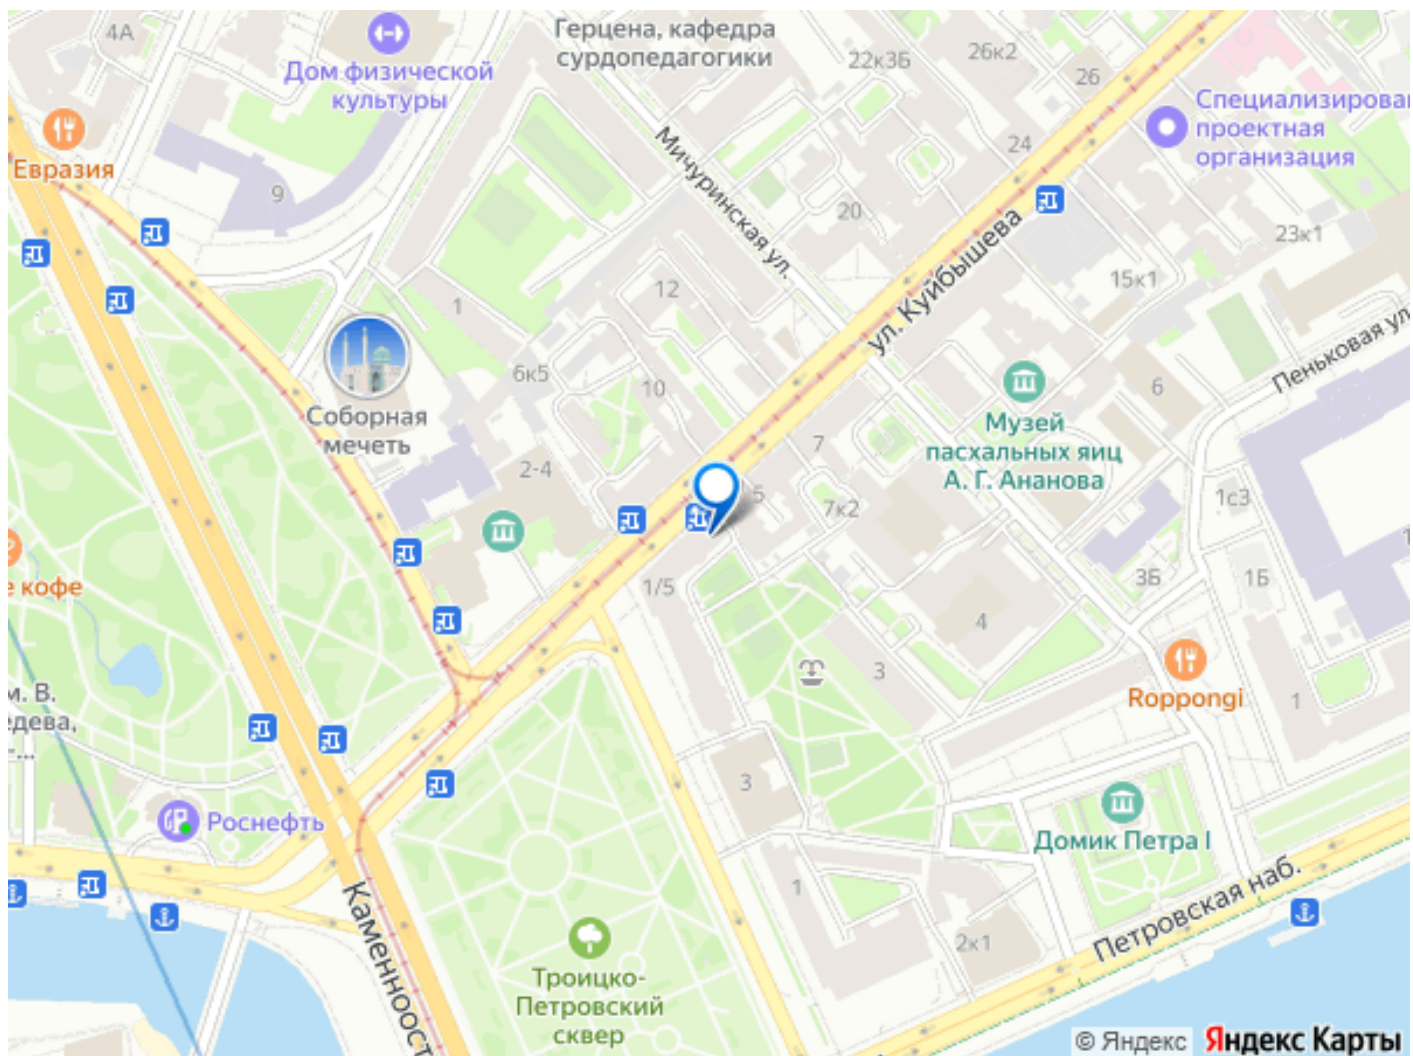 4А
Герцена, кафедра
сурдопедагогики
22к3Б
26к2
26
Дом физической
культуры
Специализирова
проектная
организация
Евразия
24
Мичуринская ул.
9
20
ул. Куйбышева
23к1
15к1
12
1
Пеньковая ул.
6к5
10
6
Соборная
мечеть
Музей
пасхальных яиц
А. Г. Ананова
7
2-4
5
7к2
1с3
1
е кофе
1/5
3Б
1Б
4
3
м. В.
едева,
-...
Roppongi
1
3
Роснефть
Домик Петра I
1
Каменноост
Петровская наб.
2к1
Троицко-
Петровский
сквер
© Яндекс Яндекс Карты